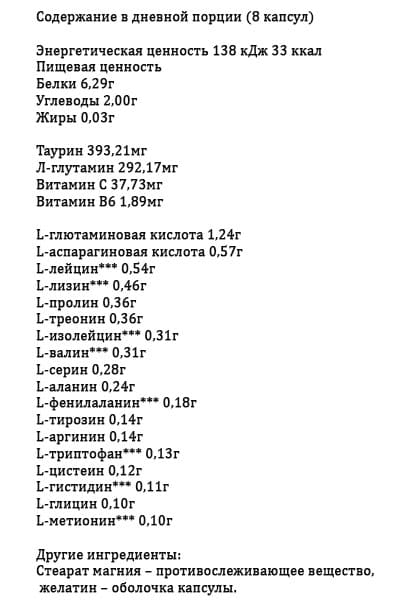 Содержание в дневной порции (8 капсул)
Энергетическая ценность 138 кДж 33 ккал
Пищевая ценность
Белки 6,29г
Углеводы 2,00г
Жиры 0,03г
Таурин 393,21мг
Л-глутамин 292,17мг
Витамин С 37,73мг
Витамин В6 1,89мг
L-глютаминовая кислота 1,24г
L-аспарагиновая кислота 0,57г
L-лейцин*** 0,54г
L-лизин*** 0,46г
L-пролин 0,36г
L-треонин 0,36г
L-изолейцин*** 0,31г
L-валин*** 0,31г
L-серин 0,28г
L-аланин 0,24г
L-фенилаланин*** 0,18г
L-тирозин 0,14г
L-аргинин 0,14г
L-триптофан*** 0,13г
L-цистеин 0,12г
L-гистидин*** 0,11г
L-глицин 0,10г
L-метионин*** 0,10г
Другие ингредиенты:
Стеарат магния – противослеживающее вещество,
желатин – оболочка капсулы.